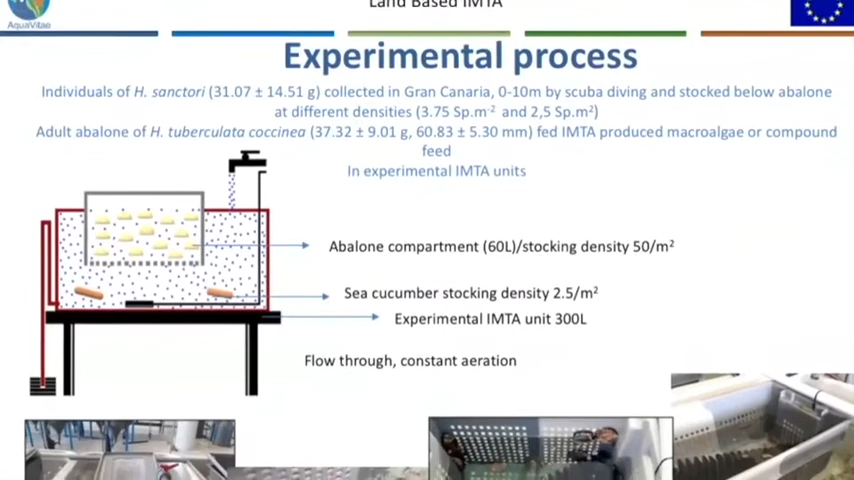 Land Based IMTA
AquaVitae
Experimental process
Individuals of H. sanctori (31.07 ± 14.51 g) collected in Gran Canaria, 0-10m by scuba diving and stocked below abalone
at different densities (3.75 Sp.m-2 and 2,5 Sp.m2)
Adult abalone of H. tuberculata coccinea (37.32 ± 9.01 g, 60.83 ± 5.30 mm) fed IMTA produced macroalgae or compound
feed
In experimental IMTA units
Abalone compartment (60L)/stocking density 50/m2
Sea cucumber stocking density 2.5/m2
Experimental IMTA unit 300L
Flow through, constant aeration